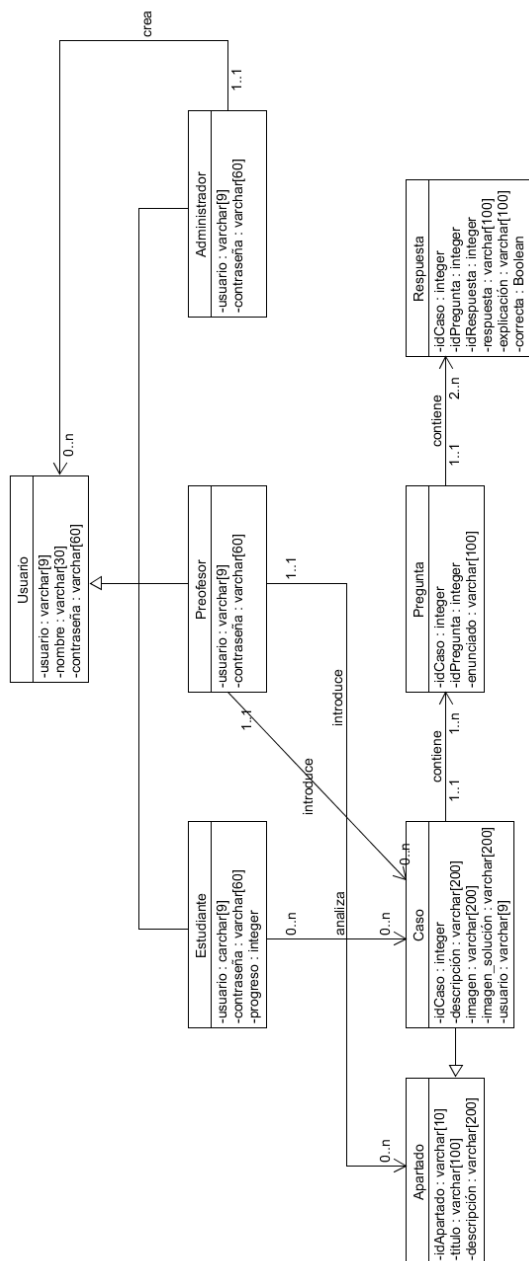 Usuario
-usuario : varchar[9]
-nombre : varchar[30]
-contraseña : varchar[60]
crea
0..n
1..1
Estudiante
-usuario : carchar[9]
-contraseña : varchar[60]
-progreso : integer
Preofesor
-usuario : varchar[9]
-contraseña : varchar[60]
Administrador
-usuario : varchar[9]
-contraseña : varchar[60]
0..n
1..1
1..1
introduce
introduce
analiza
0..n
0..n
0..n
Apartado
-idApartado : varchar[10]
-titulo : varchar[100]
-descripción : varchar[200]
Caso
-idCaso : integer
-descripción : varchar[200]
-imagen : varchar[200]
-imagen_solución : varchar[200]
-usuario : varchar[9]
contiene
1..1
1..n
Pregunta
-idCaso : integer
-idPregunta : integer
-enunciado : varchar[100]
contiene
1..1
2..n
Respuesta
-idCaso : integer
-idPregunta : integer
-idRespuesta : integer
-respuesta : varchar[100]
-explicación : varchar[100]
-correcta : Boolean